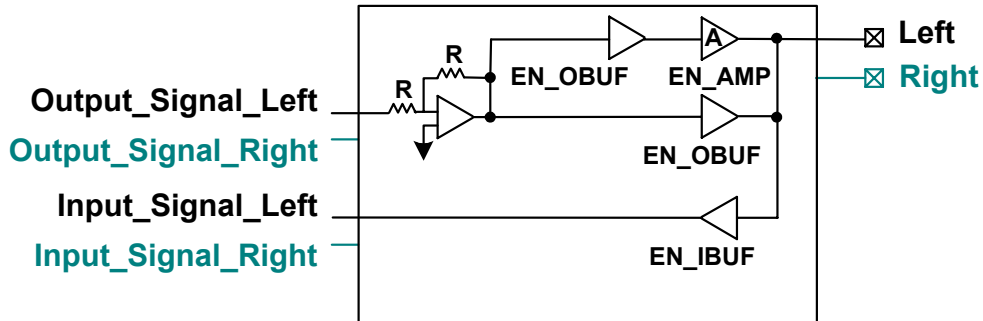 A
Left
R
EN_OBUF
EN_AMP
Right
R
Output_Signal_Left
Output_Signal_Right
EN_OBUF
Input_Signal_Left
Input_Signal_Right
EN_IBUF